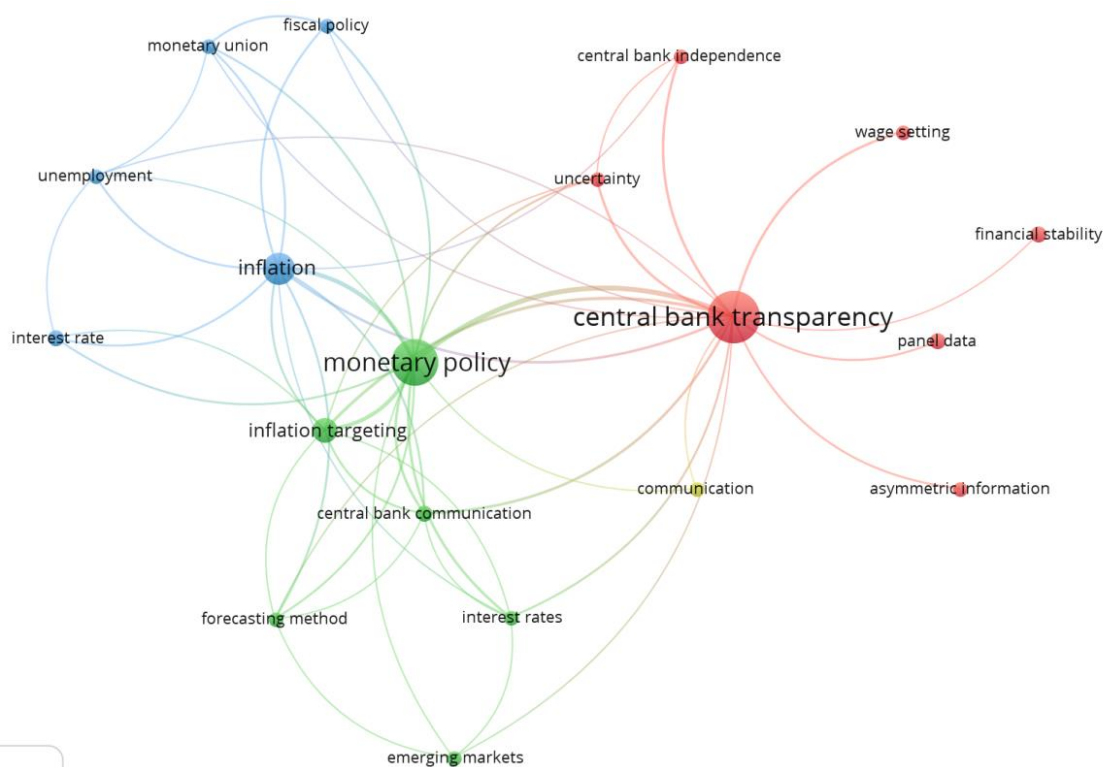 fiscal policy
monetary union
central bank independence
wage setting
unemployment
uncertainty
financial stability
inflation
central bank transparency
interest rate
panel data
monetary policy
inflation targeting
communication
asymmetric information
central bank communication
forecasting method
interest rates
emerging markets